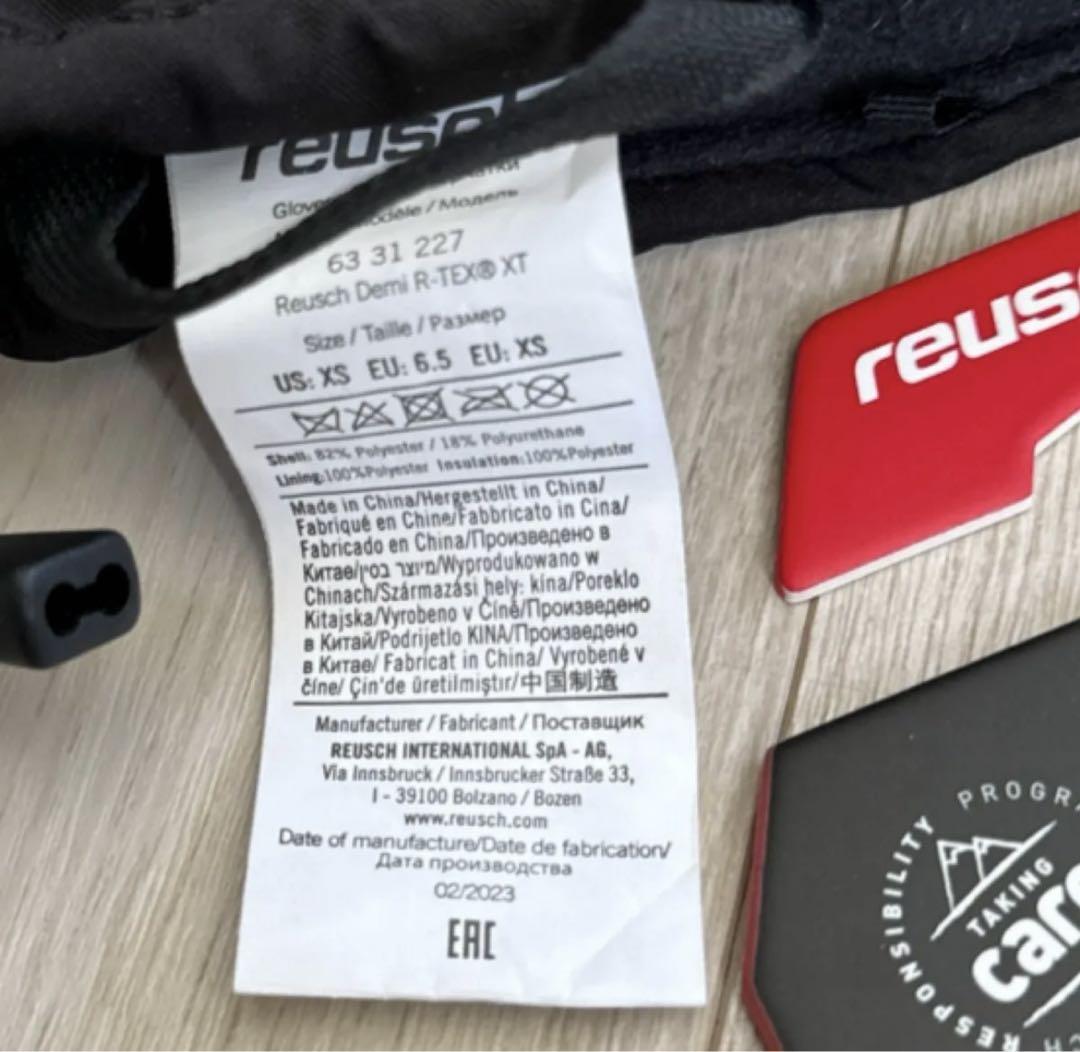 reusch
63 31 227
Reusch Demi R-TEX® XT
Size / Taille / Размер
US: XS EU: 6.5 EU: XS
Shell: 82% Polyester / 18% Polyurethane
Lining:100%Polyester Insulation:100%Polyester
Made in China/Hergestellt in China/
Fabriqué en Chine/Fabbricato in Cina/
Fabricado en China/Произведено в
Китае/מיוצר בסין/Wyprodukowano w
Chinach/Származási hely: kína/Poreklo
Kitajska/Vyrobeno v Číně/Произведено
в Китай/Podrijetlo KINA/Произведено
в Китае/ Fabricat in China/ Vyrobené v
číne/ Çin'de üretilmiştir/中国制造
Manufacturer / Fabricant / Поставщик
REUSCH INTERNATIONAL SpA - AG,
Via Innsbruck / Innsbrucker Straße 33,
I - 39100 Bolzano / Bozen
www.reusch.com
Date of manufacture/Date de fabrication/
Дата производства
02/2023
EAC
reus
PROGR
RESPONSIBILITY
TAKING
care